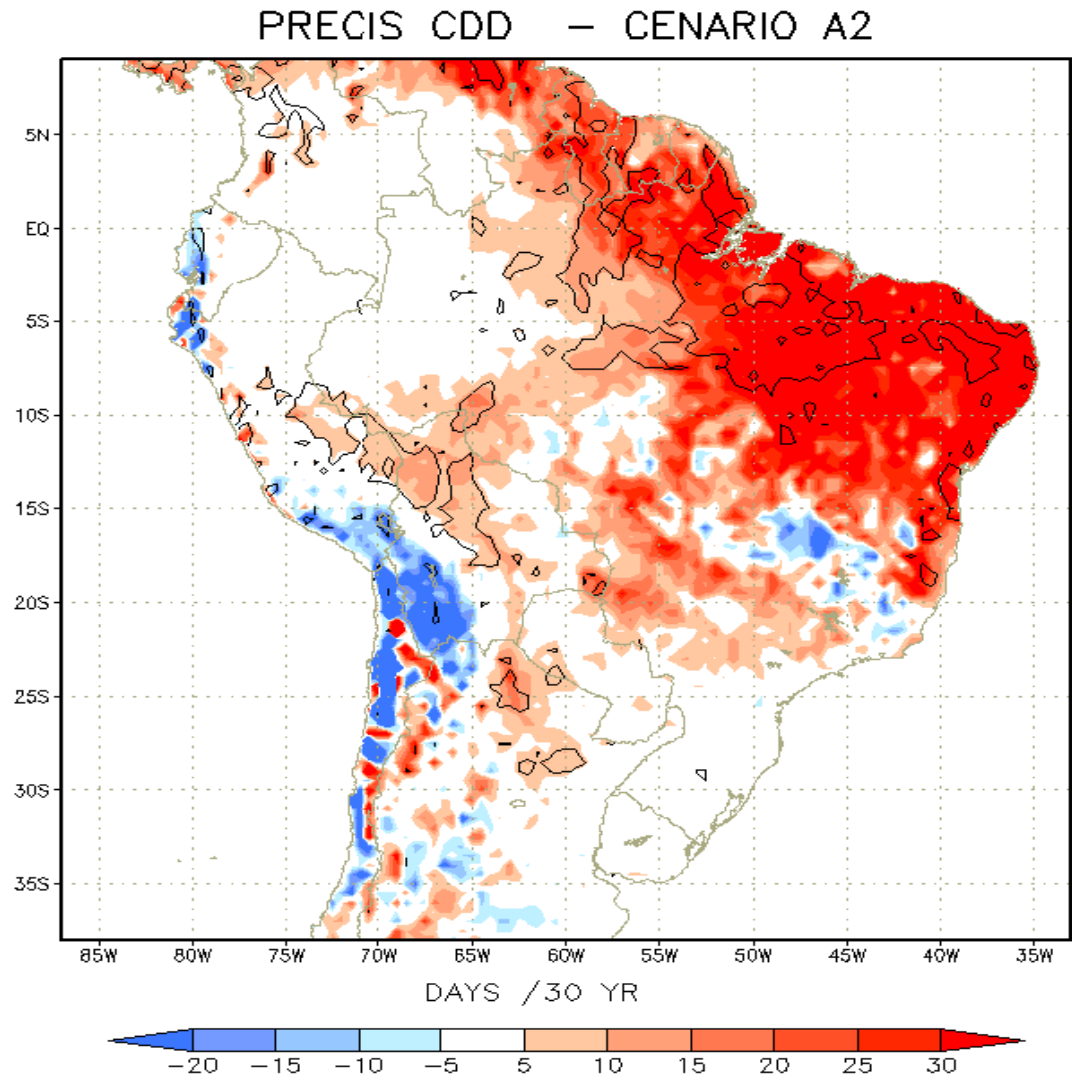 PRECIS CDD – CENARIO A2
5N
EQ
5S
10S
15S
20S
25S
30S
35S
85W 80W 75W 70W 65W 60W 55W 50W 45W 40W 35W
DAYS /30 YR
−20 −15 −10 −5 5 10 15 20 25 30